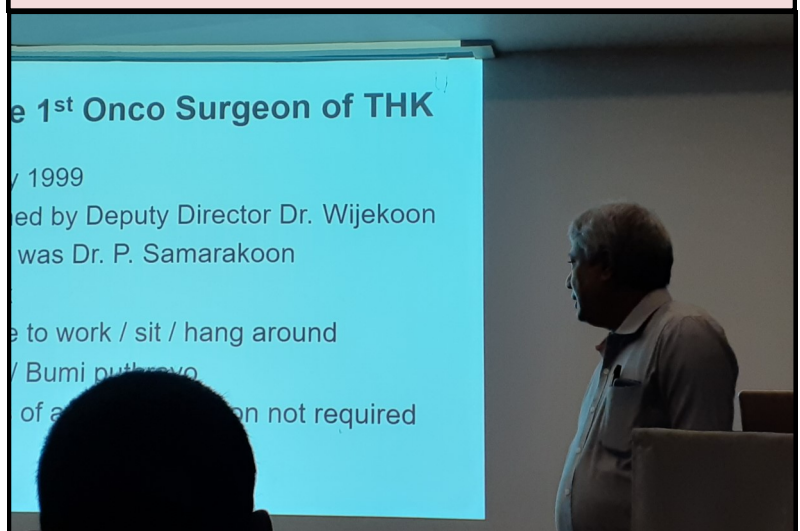 e 1st Onco Surgeon of THK
1999
ed by Deputy Director Dr. Wijekoon
was Dr. P. Samarakoon
e to work / sit / hang around
/ Bumi
of not required